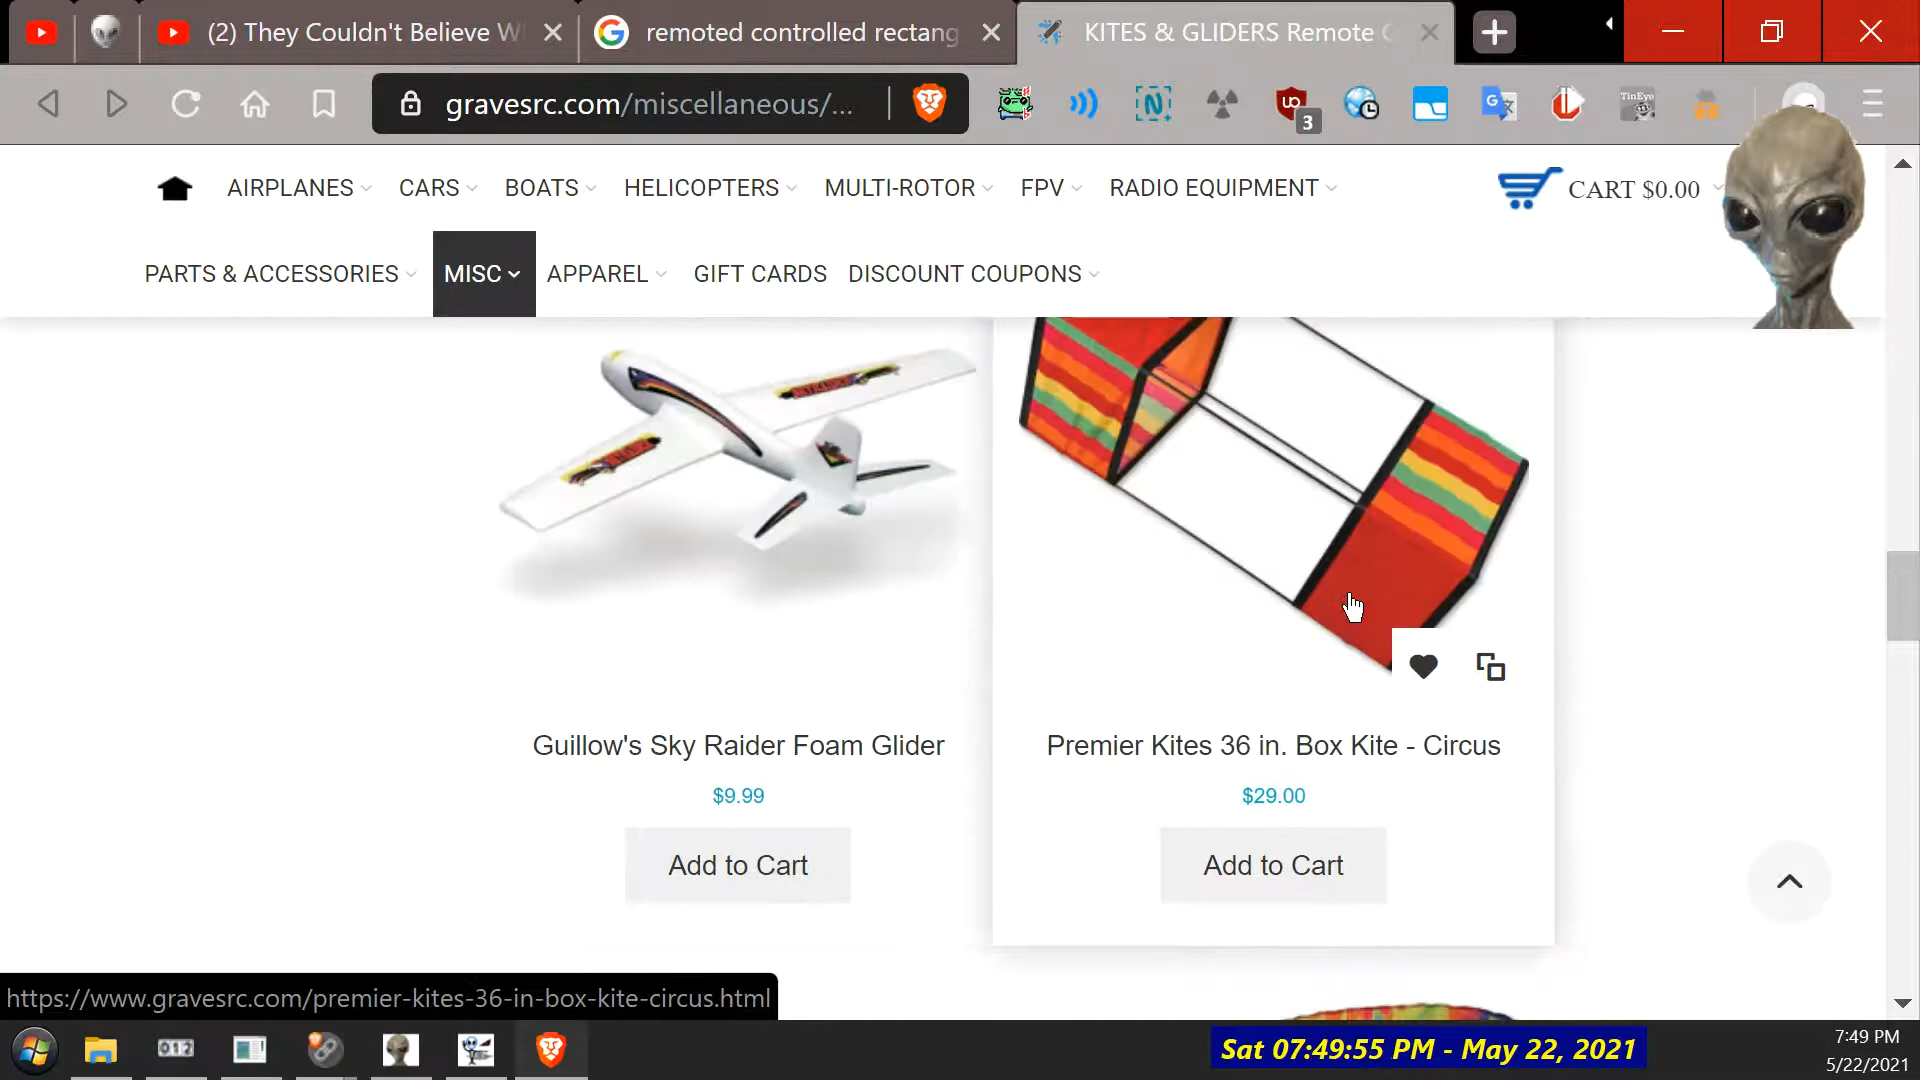 (2) They Couldn't Believe W
remoted controlled rectang
KITES & GLIDERS Remote C
gravesrc.com/miscellaneous/...
3
TinEye
AIRPLANES
CARS
BOATS
HELICOPTERS
MULTI-ROTOR
FPV
RADIO EQUIPMENT
CART $0.00
PARTS & ACCESSORIES
MISC
APPAREL
GIFT CARDS
DISCOUNT COUPONS
Guillow's Sky Raider Foam Glider
Premier Kites 36 in. Box Kite - Circus
$9.99
$29.00
Add to Cart
Add to Cart
https://www.gravesrc.com/premier-kites-36-in-box-kite-circus.html
012
Sat 07:49:55 PM - May 22, 2021
7:49 PM
5/22/2021